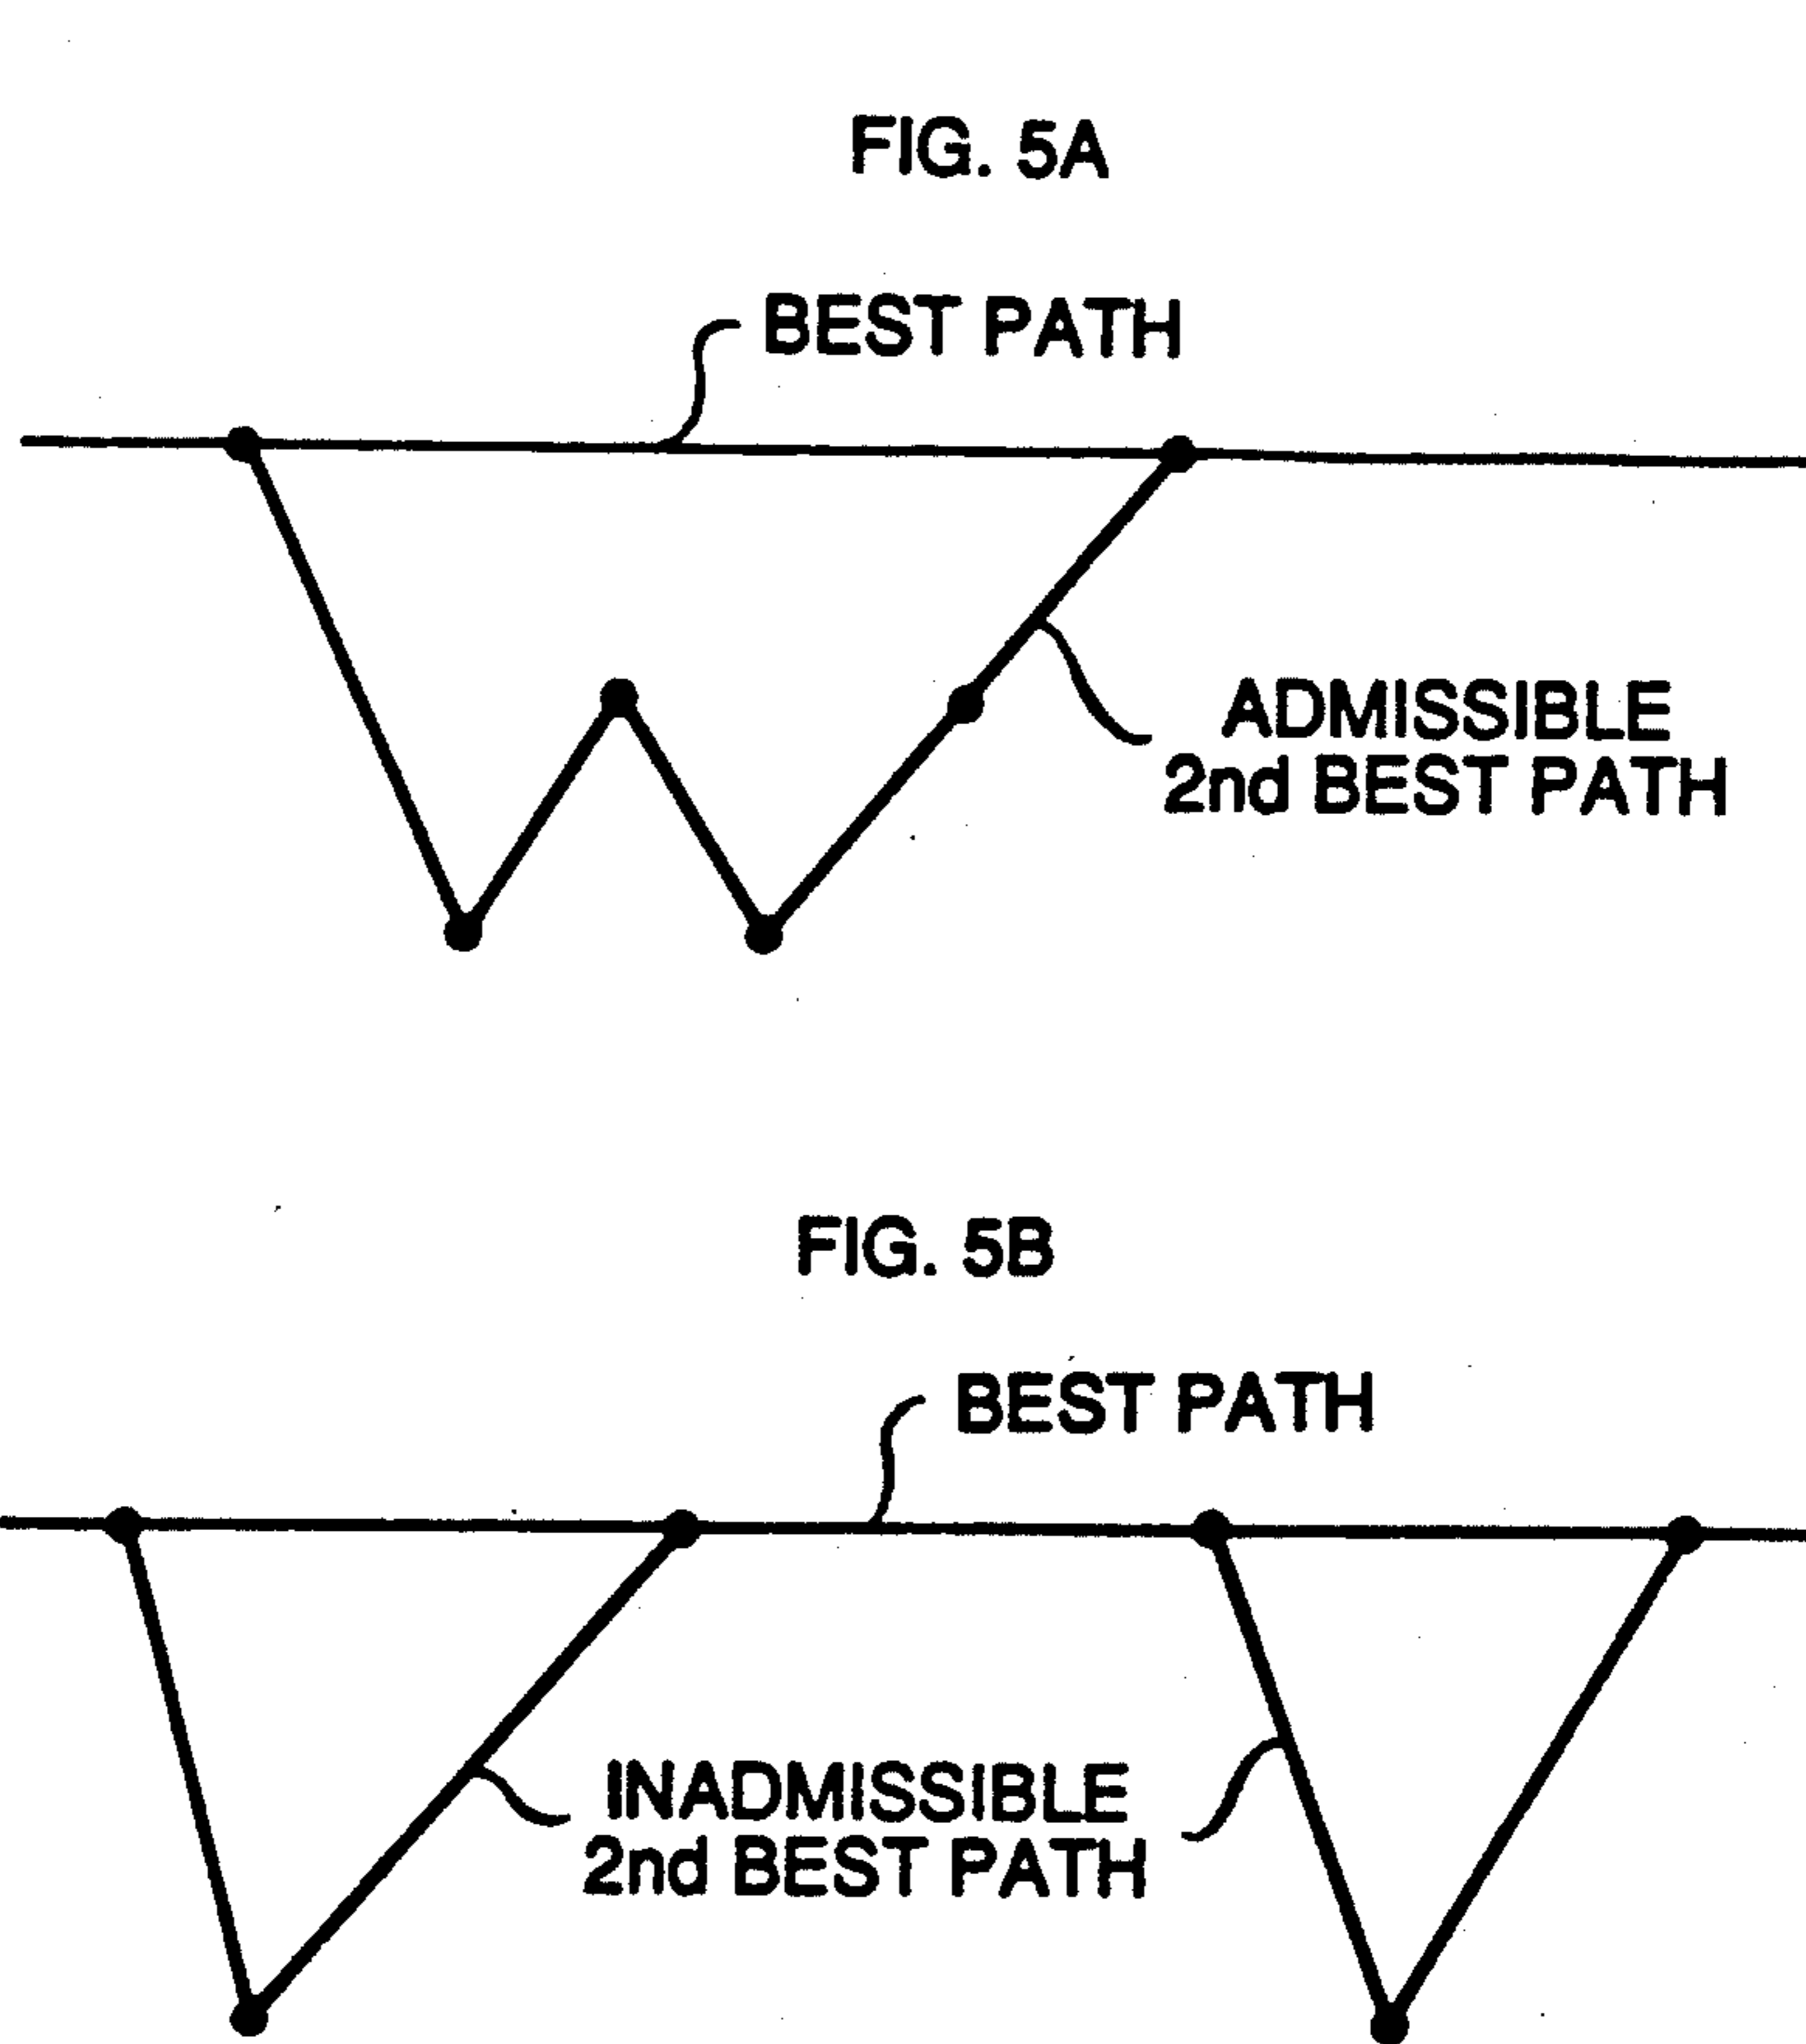 FIG. 5A
BEST PATH
ADMISSIBLE
2nd BEST PATH
FIG. 5B
BEST PATH
INADMISSIBLE
2nd BEST PATH